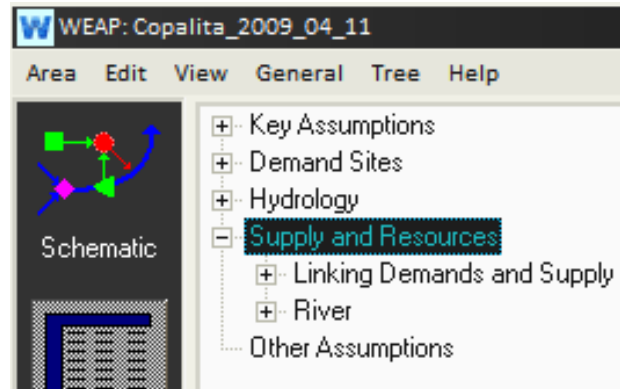 W WEAP: Copalita_2009_04_11
Area Edit View General Tree Help
Key Assumptions
Demand Sites
Hydrology
Schematic
Supply and Resources
Linking Demands and Supply
River
Other Assumptions